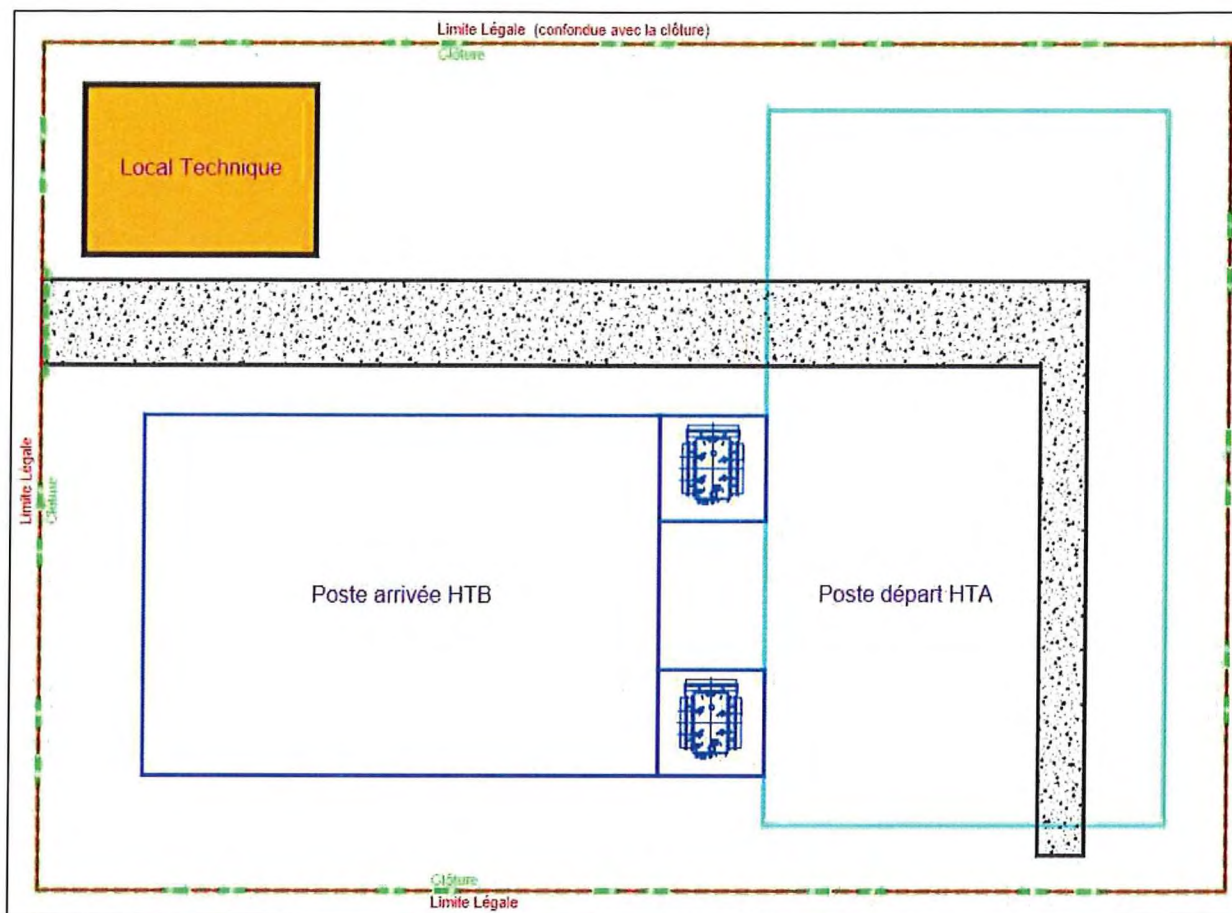 Limite Légale (confondue avec la clôture)
Clôture
Local Technique
Limite Légale
Clôture
Poste arrivée HTB
Poste départ HTA
Clôture
Limite Légale